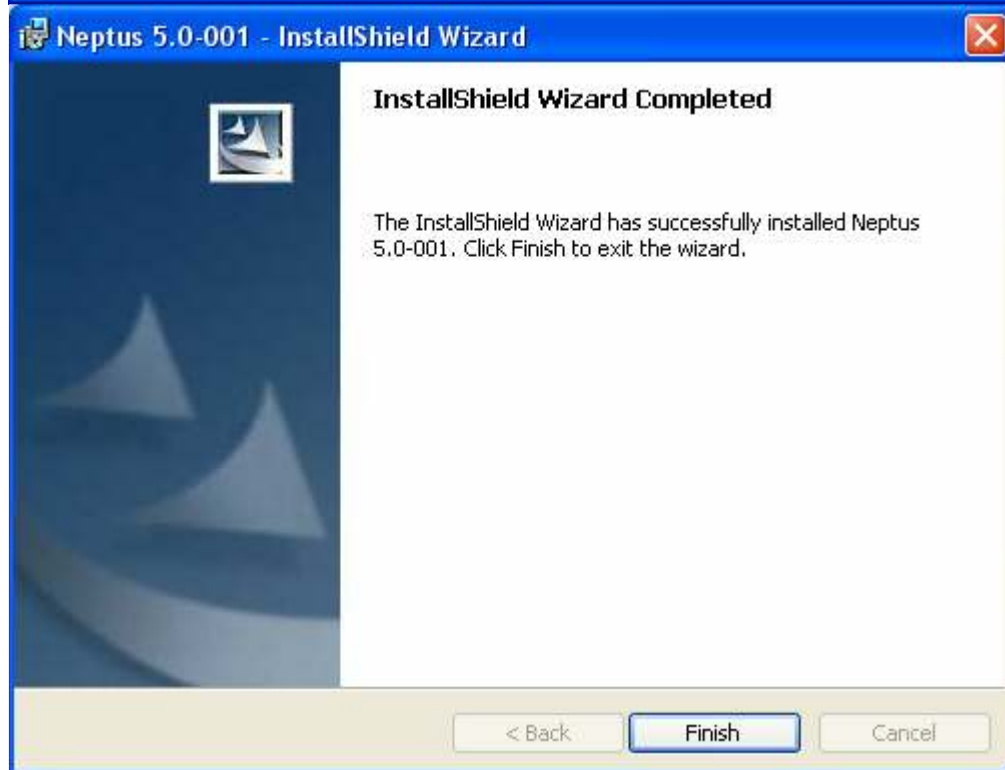 Neptus 5.0-001 - InstallShield Wizard
InstallShield Wizard Completed
The InstallShield Wizard has successfully installed Neptus
5.0-001. Click Finish to exit the wizard.
< Back
Finish
Cancel